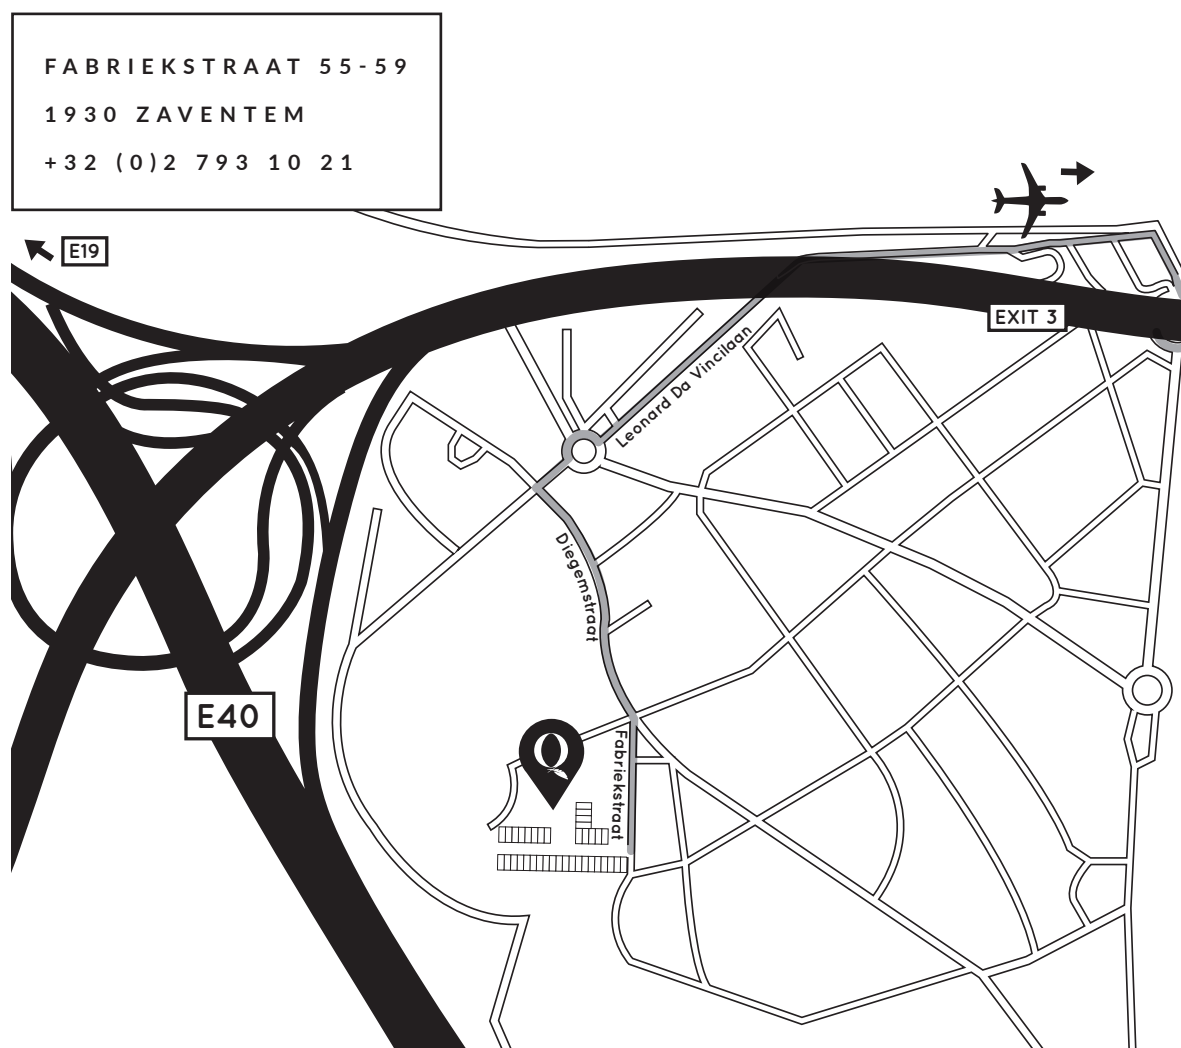 FABRIEKSTRAAT 55-59
1930 ZAVENTEM
+32 (0)2 793 10 21
E19
EXIT 3
Leonard Da Vincilaan
Diegemstraat
E40
Q
Fabriekstraat